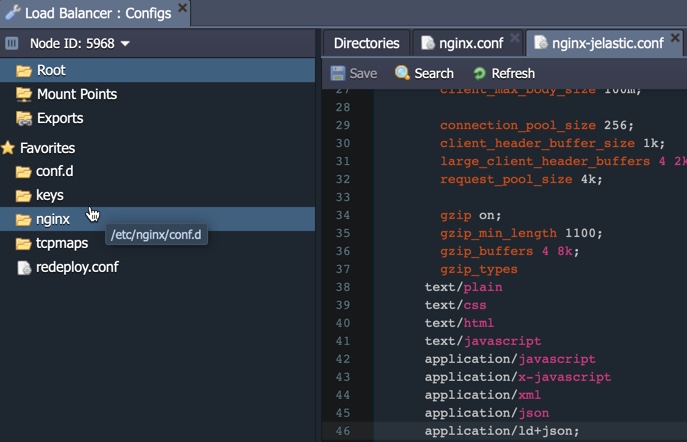 Load Balancer : Configs
Node ID: 5968
Root
Mount Points
Exports
Favorites
conf.d
keys
nginx
/etc/nginx/conf.d
tcpmaps
redeploy.conf
Directories
nginx.conf
nginx-jelastic.conf
Save
Search
Refresh
27 client_max_body_size 100m;
28
29 connection_pool_size 256;
30 client_header_buffer_size 1k;
31 large_client_header_buffers 4 2k
32 request_pool_size 4k;
33
34 gzip on;
35 gzip_min_length 1100;
36 gzip_buffers 4 8k;
37 gzip_types
38 text/plain
39 text/css
40 text/html
41 text/javascript
42 application/javascript
43 application/x-javascript
44 application/xml
45 application/json
46 application/ld+json;